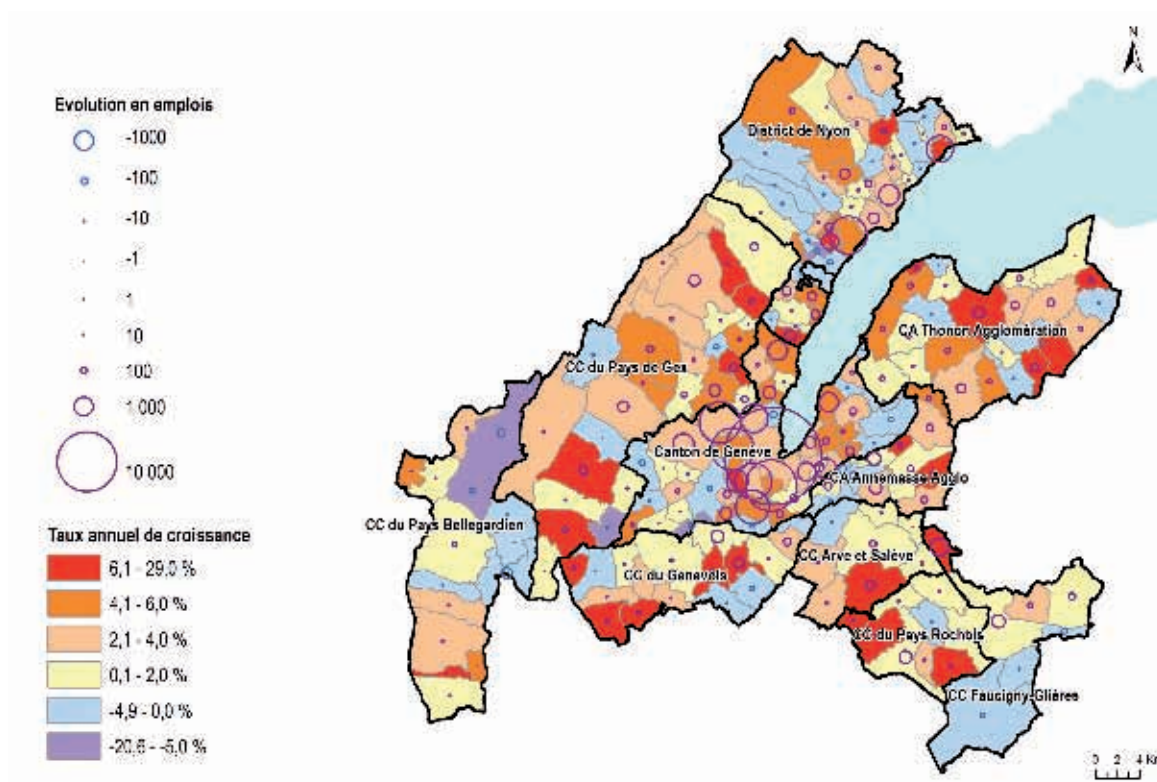 N
Evolution en emplois
-1000
-100
-10
-1
1
10
100
1 000
10 000
Taux annuel de croissance
6,1 - 29,0 %
4,1 - 6,0 %
2,1 - 4,0 %
0,1 - 2,0 %
-4,9 - 0,0 %
-20,6 - -5,0 %
District de Nyon
CA Thonon Agglomération
CC du Pays de Gex
Canton de Genève
CA Annemasse Agglo
CC du Pays Bellegardien
CC Arve et Salève
CC du Genevois
CC du Pays Rochois
CC Faucigny-Glières
0 2 4 Km